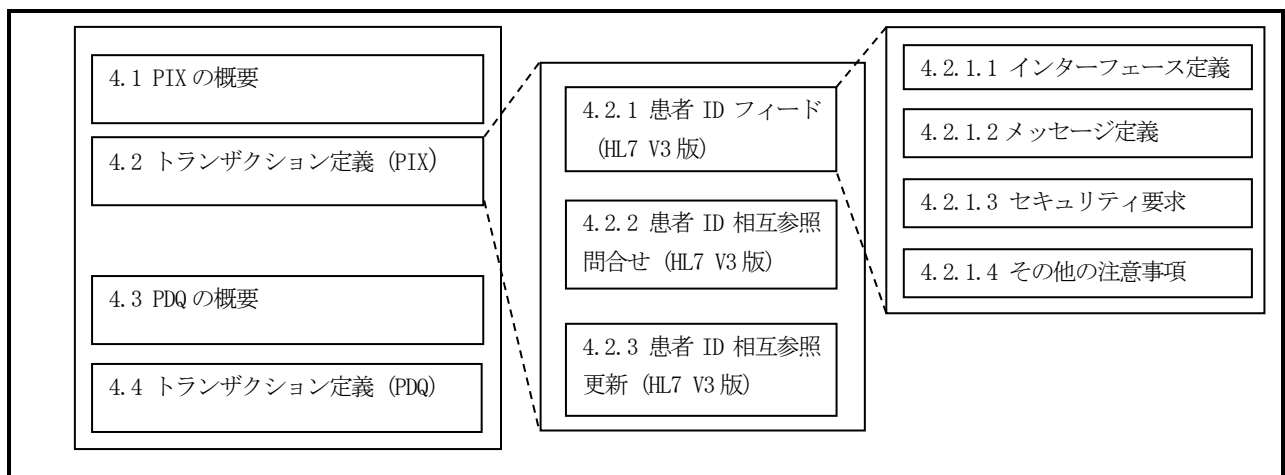 4.1 PIX の概要
4.2 トランザクション定義 (PIX)
4.3 PDQ の概要
4.4 トランザクション定義 (PDQ)
4.2.1 患者 ID フィード
(HL7 V3 版)
4.2.2 患者 ID 相互参照
問合せ (HL7 V3 版)
4.2.3 患者 ID 相互参照
更新 (HL7 V3 版)
4.2.1.1 インターフェース定義
4.2.1.2 メッセージ定義
4.2.1.3 セキュリティ要求
4.2.1.4 その他の注意事項